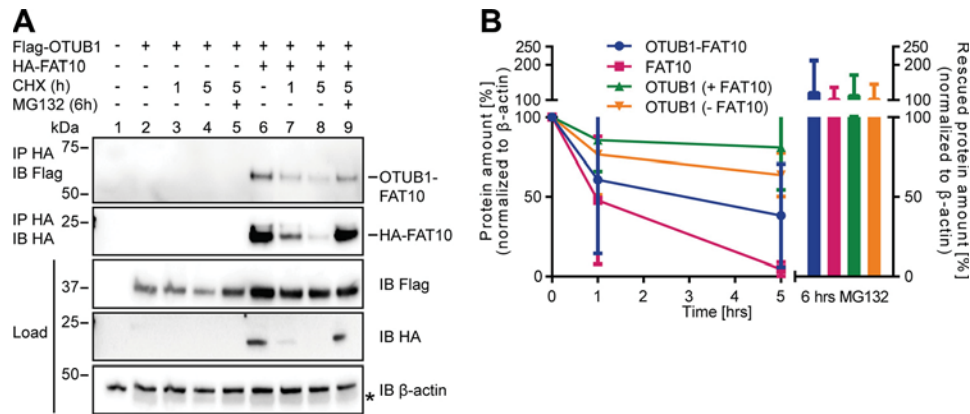 A
Flag-OTUB1 - + + + + + + + +
HA-FAT10 + + + +
CHX (h) 1 5 5 1 5 5
MG132 (6h) + +
kDa 1 2 3 4 5 6 7 8 9
IP HA
IB Flag
75
50
OTUB1-
FAT10
IP HA
IB HA
25
15
HA-FAT10
Load
37
IB Flag
25
15
IB HA
50
IB β-actin
*
B
Protein amount [%]
(normalized to β-actin)
250
200
150
100
100
50
0
OTUB1-FAT10
FAT10
OTUB1 (+ FAT10)
OTUB1 (- FAT10)
0 1 2 3 4 5
Time [hrs]
6 hrs MG132
250
200
150
100
100
50
0
Rescued protein amount [%]
(normalized to β-actin)